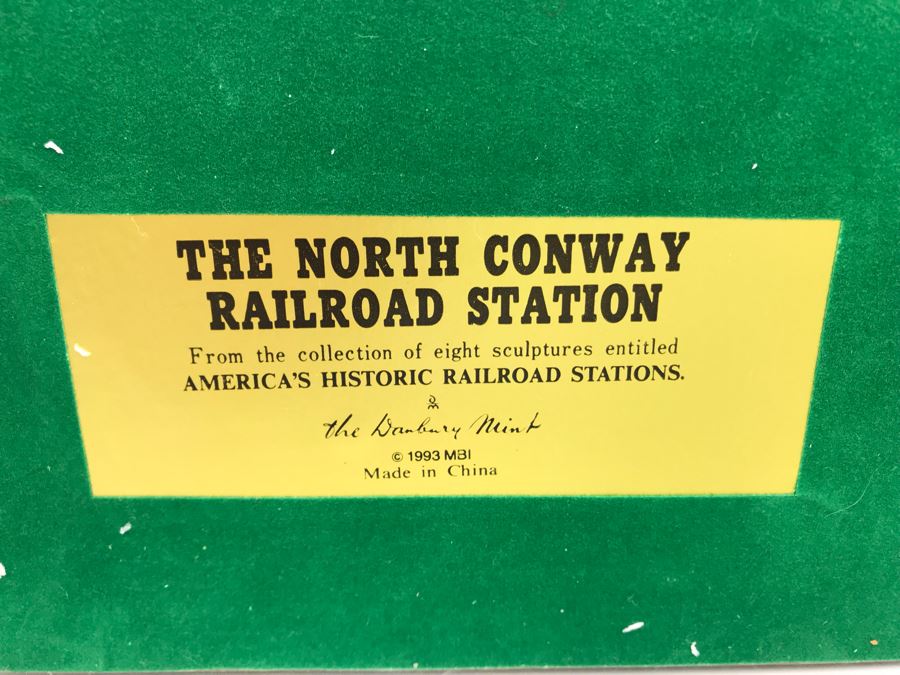 THE NORTH CONWAY
RAILROAD STATION
From the collection of eight sculptures entitled
AMERICA'S HISTORIC RAILROAD STATIONS.
the Danbury Mint
© 1993 MBI
Made in China